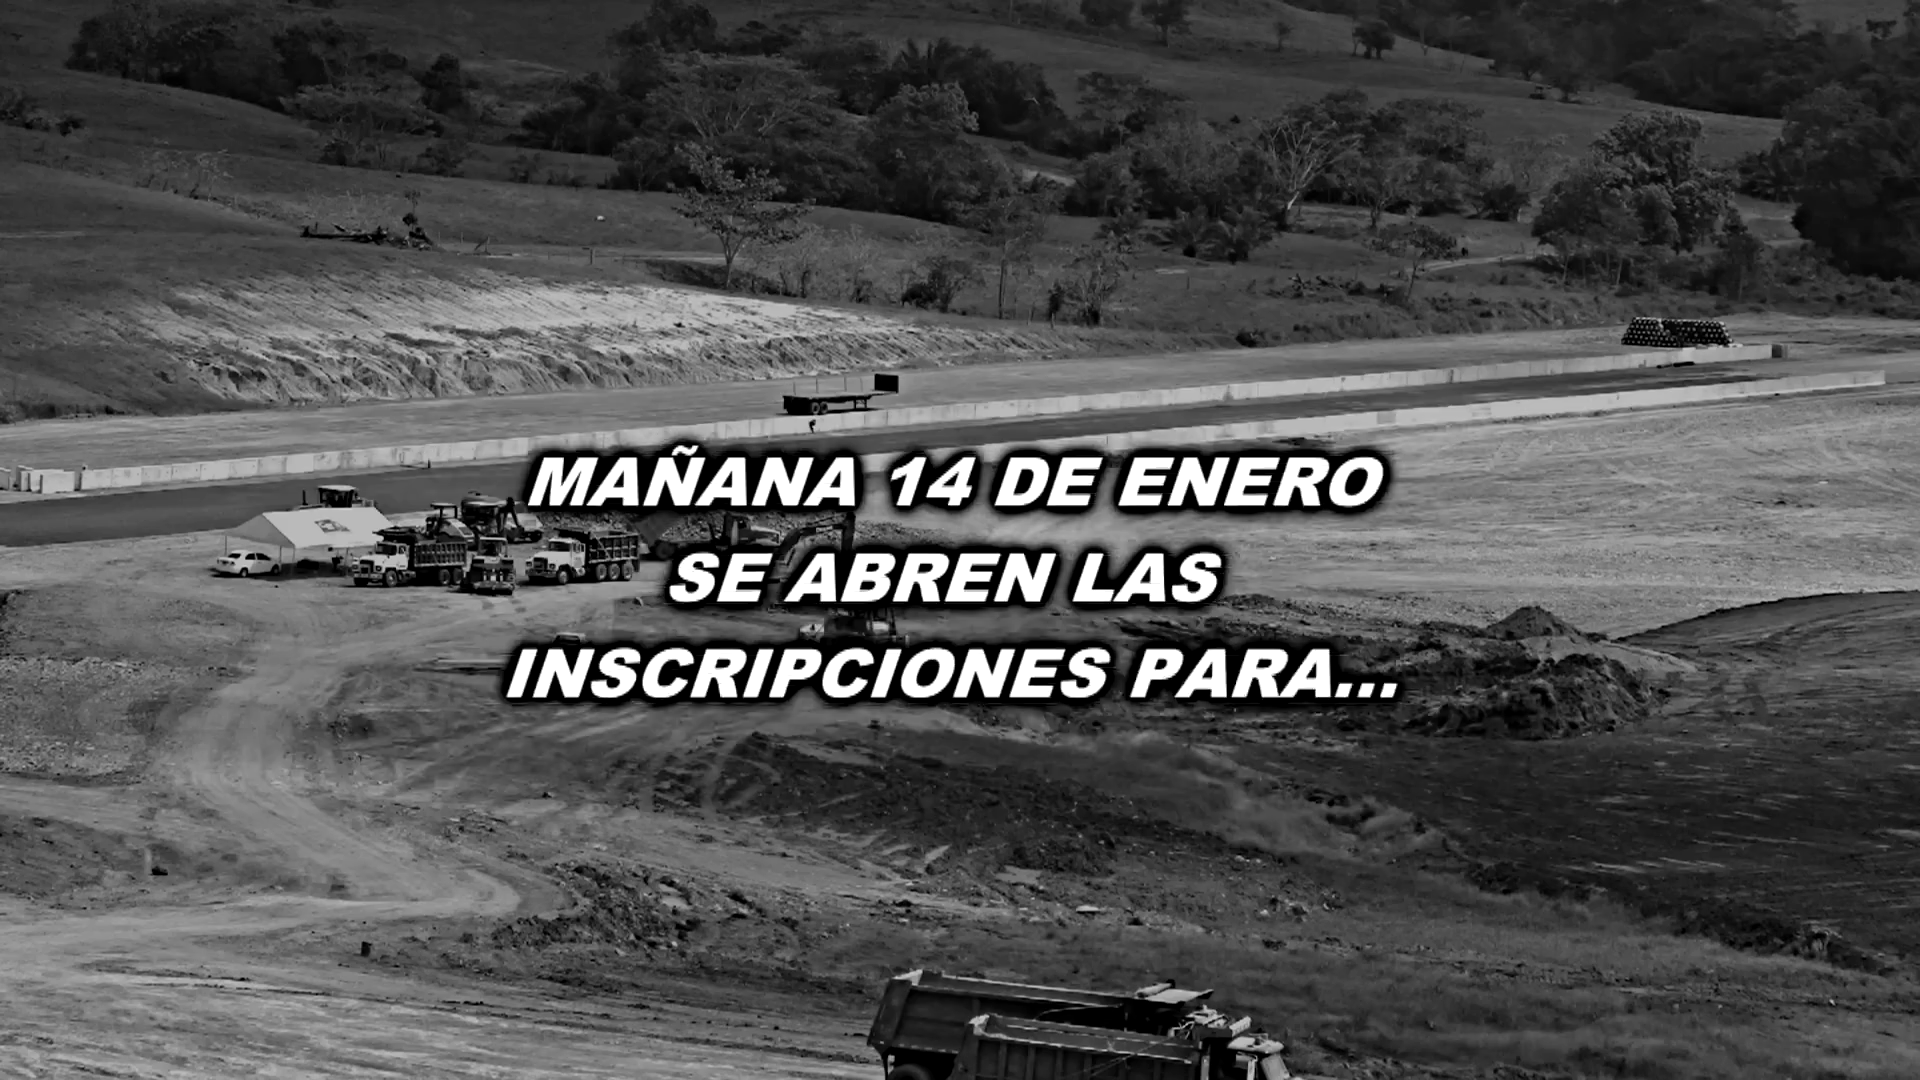 MAÑANA 14 DE ENERO
SE ABREN LAS
INSCRIPCIONES PARA...